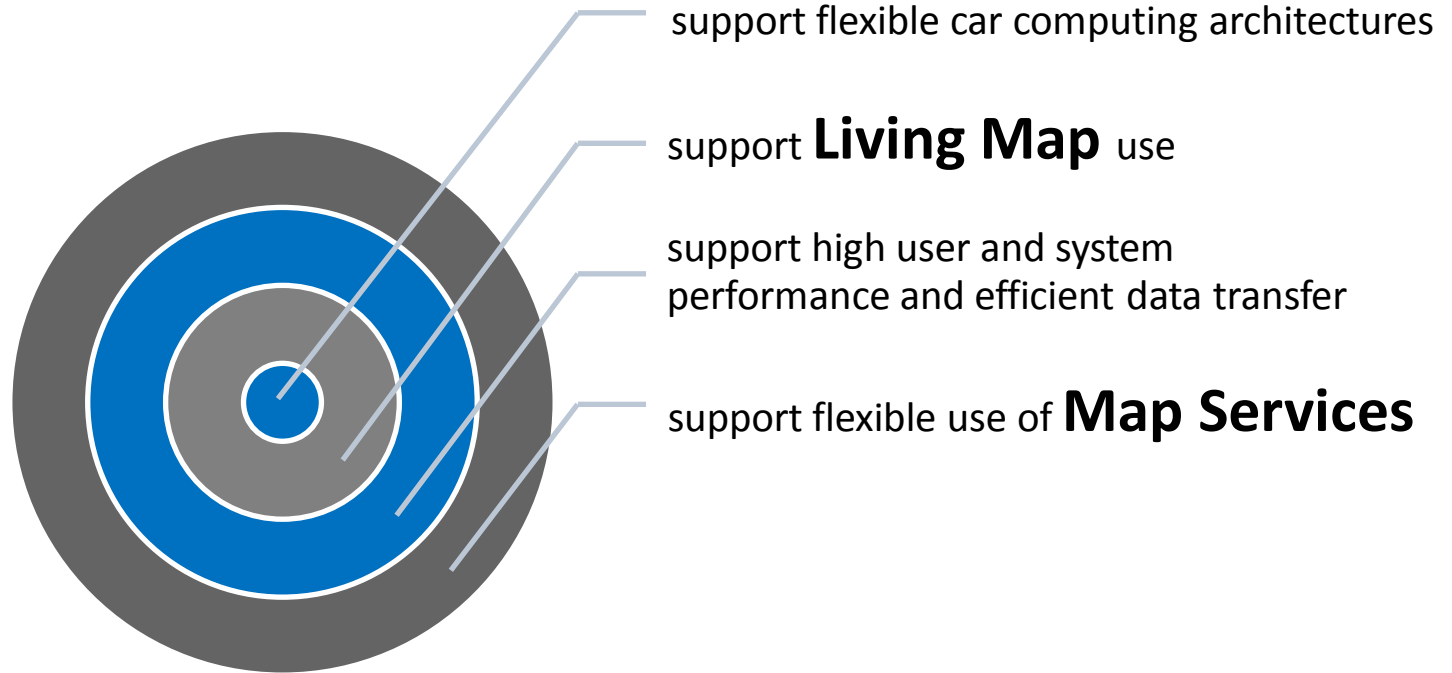 support flexible car computing architectures
support Living Map use
support high user and system
performance and efficient data transfer
support flexible use of Map Services